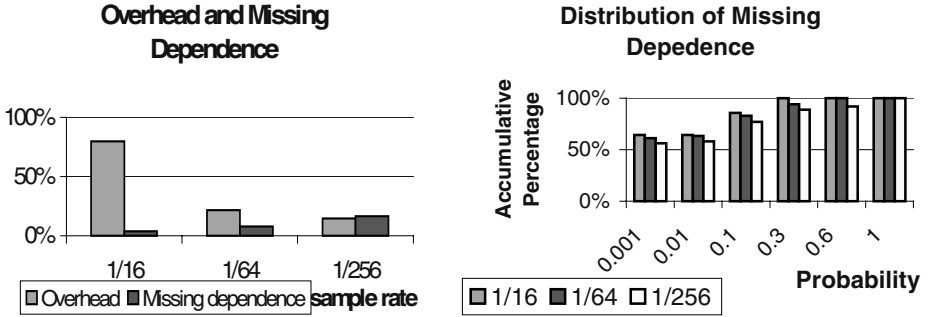 Overhead and Missing
Dependence
100%
50%
0%
1/16 1/64 1/256
Overhead Missing dependence sample rate
Distribution of Missing
Depedence
Accumulative
Percentage
100%
50%
0%
0.001 0.01 0.1 0.3 0.6 1
Probability
1/16 1/64 1/256